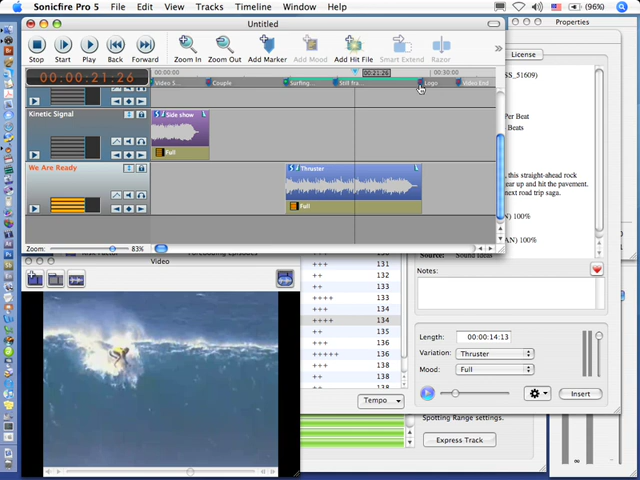 Sonicfire Pro 5 File Edit View Tracks Timeline Window Help (96%)
Untitled
Properties
Stop Start Play Back Forward Zoom In Zoom Out Add Marker Add Mood Add Hit File Smart Extend Razor
License
00:00:21:26
00:00:00 00:21:26 00:30:00
Video S... Couple Surfing Still fra... Logo Video End
SS_51609)
Per Beat
Beats
Kinetic Signal
Side show
Full
, this straight-ahead rock
ear up and hit the pavement.
next road trip saga.
We Are Ready
Thruster
Full
AN) 100%
AN) 100%
Source: Sound Ideas
Zoom: 83%
Video
Notes:
+++ 131
++ 132
++ 133
++++ 133
+++ 134
++++ 134
++ 135
+++ 136
+++++ 136
++ 138
++ 138
Length: 00:00:14:13
Variation: Thruster
Mood: Full
Insert
Tempo
Spotting Range settings.
Express Track